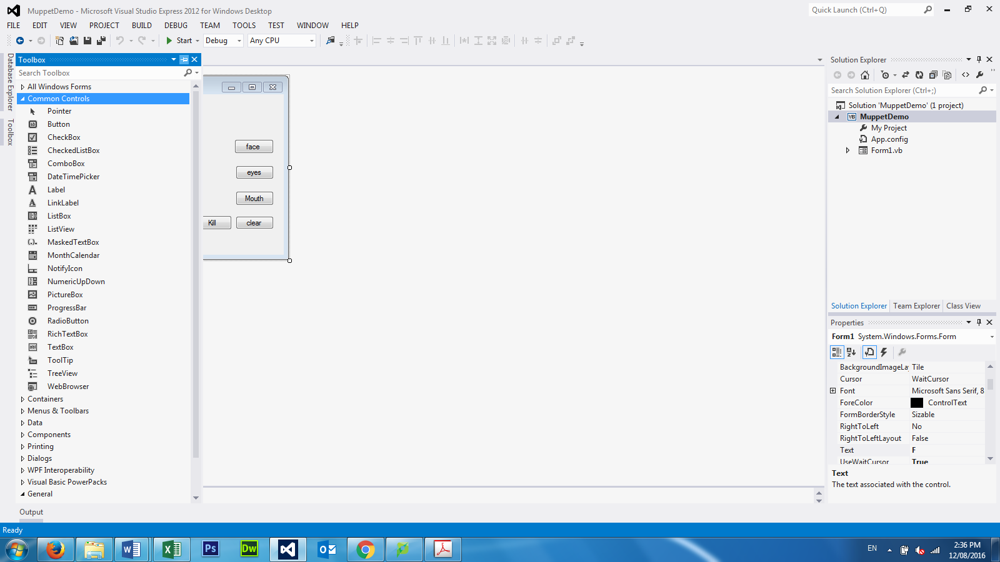 MuppetDemo - Microsoft Visual Studio Express 2012 for Windows Desktop
Quick Launch (Ctrl+Q)
FILE EDIT VIEW PROJECT BUILD DEBUG TEAM TOOLS TEST WINDOW HELP
Start Debug Any CPU
Database Explorer
Toolbox
Toolbox
Search Toolbox
All Windows Forms
Common Controls
Pointer
Button
CheckBox
CheckedListBox
ComboBox
DateTimePicker
Label
LinkLabel
ListBox
ListView
MaskedTextBox
MonthCalendar
NotifyIcon
NumericUpDown
PictureBox
ProgressBar
RadioButton
RichTextBox
TextBox
ToolTip
TreeView
WebBrowser
Containers
Menus & Toolbars
Data
Components
Printing
Dialogs
WPF Interoperability
Visual Basic PowerPacks
General
face
eyes
Mouth
Kill clear
Solution Explorer
Search Solution Explorer (Ctrl+;)
Solution 'MuppetDemo' (1 project)
VB MuppetDemo
My Project
App.config
Form1.vb
Solution Explorer Team Explorer Class View
Properties
Form1 System.Windows.Forms.Form
BackgroundImageLa Tile
Cursor WaitCursor
Font Microsoft Sans Serif, 8
ForeColor ControlText
FormBorderStyle Sizable
RightToLeft No
RightToLeftLayout False
Text F
UseWaitCursor True
Text
The text associated with the control.
Output
Ready
Ps
Dw
EN
2:36 PM
12/08/2016